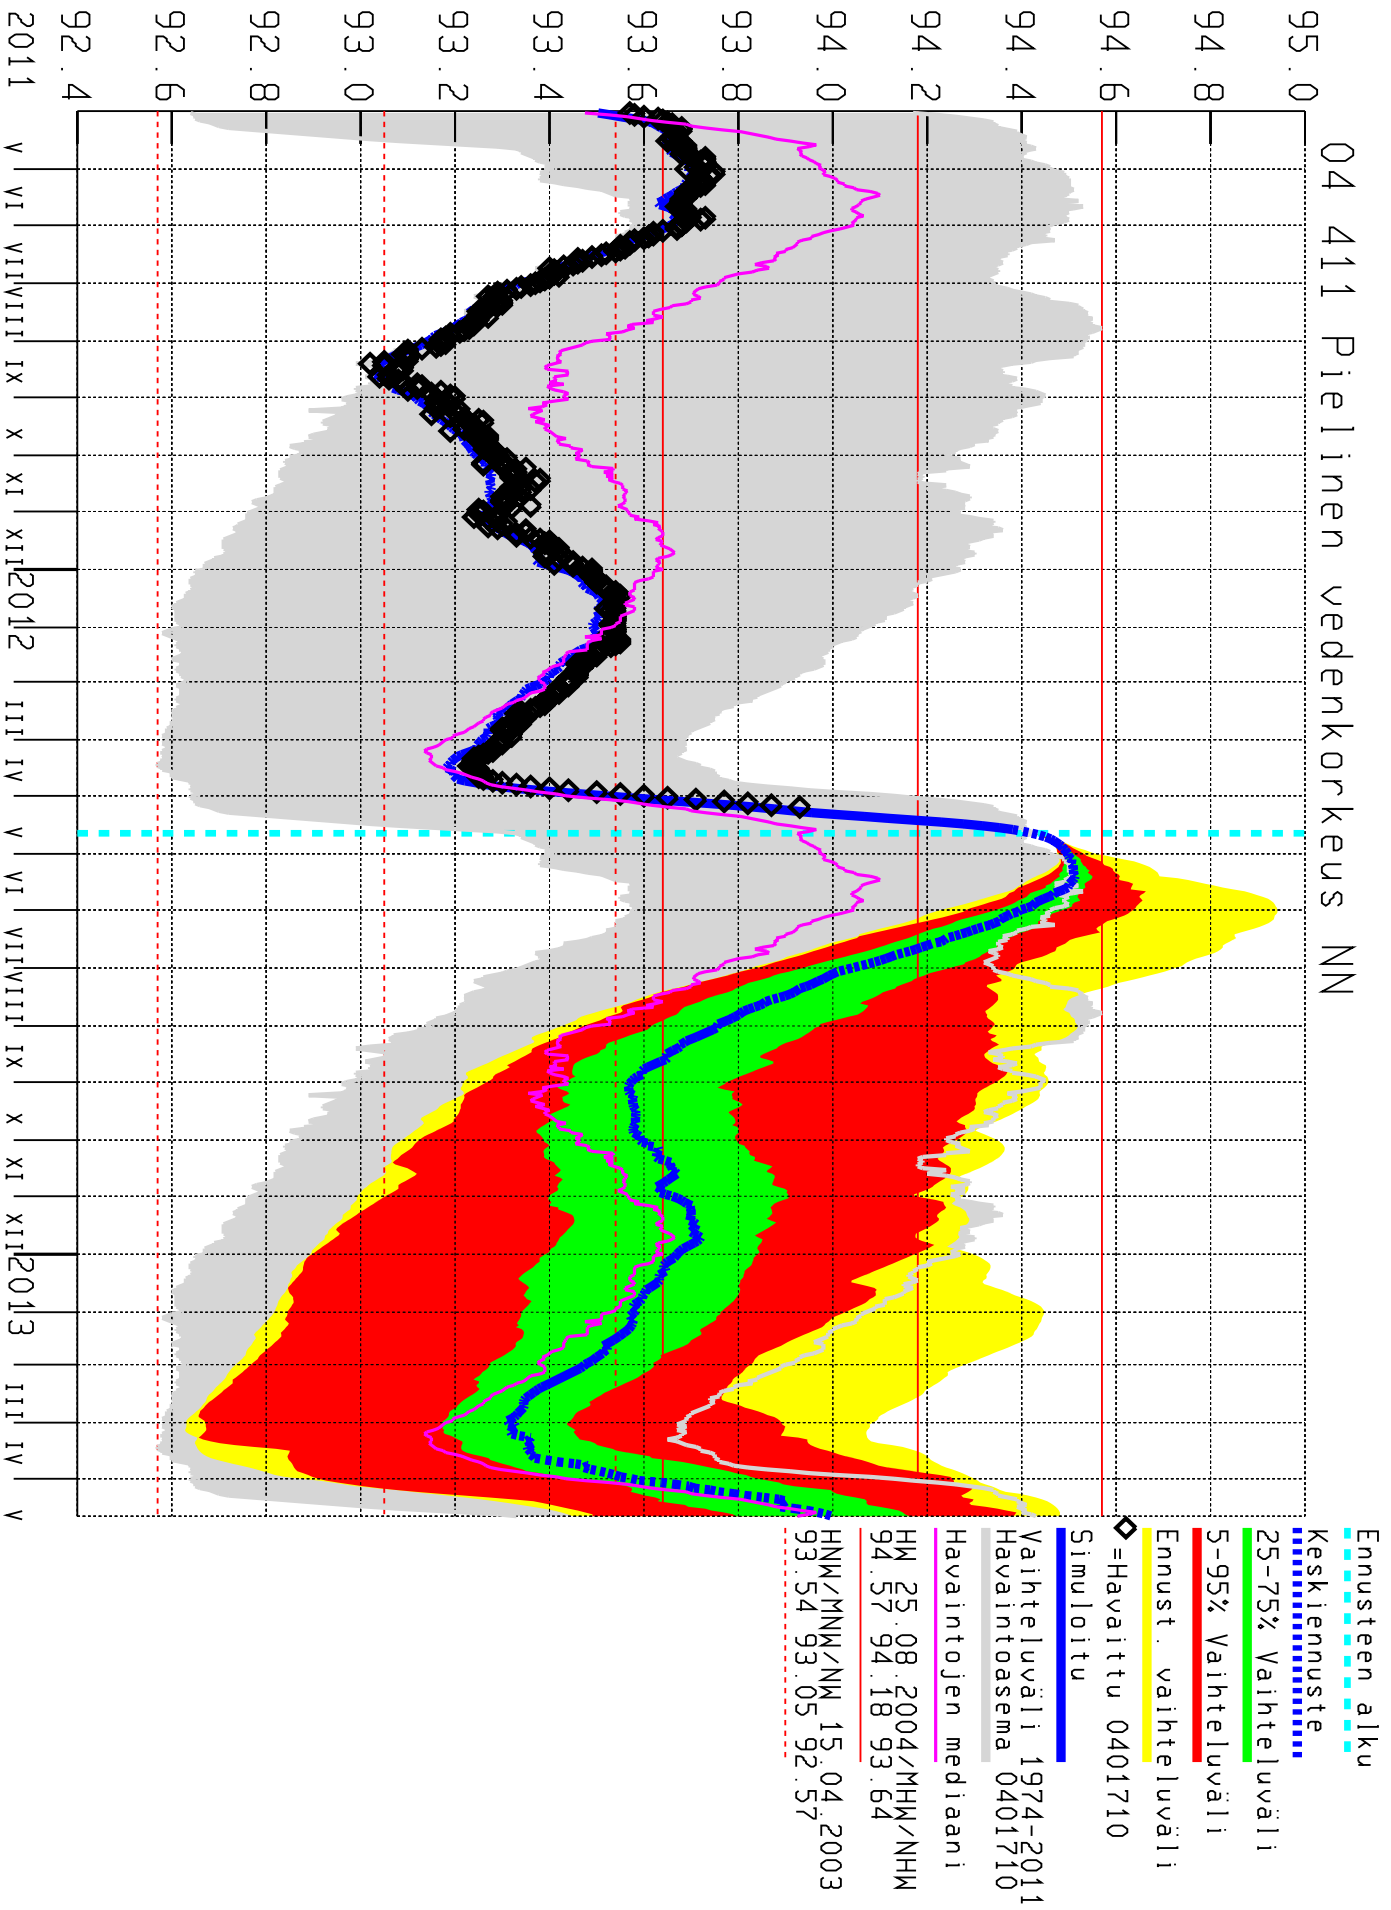 04 411 Pielinen vedenkorkeus NN
95.0
94.8
94.6
94.4
94.2
94.0
93.8
93.6
93.4
93.2
93.0
92.8
92.6
92.4
2011 V VI VII VIII IX X XI XII 2012 III IV V VI VII VIII IX X XI XII 2013 III IV V
Ennusteen alku
Keskiennuste
25-75% Vaihteluväli
5-95% Vaihteluväli
Ennust. vaihteluväli
=Havaittu 0401710
Simuloitu
Vaihteluväli 1974-2011
Havaintoasema 0401710
Havaintojen mediaani
HW 25.08.2004/MHW/NHW
94.57 94.18 93.64
HNW/MNW/NW 15.04.2003
93.54 93.05 92.57